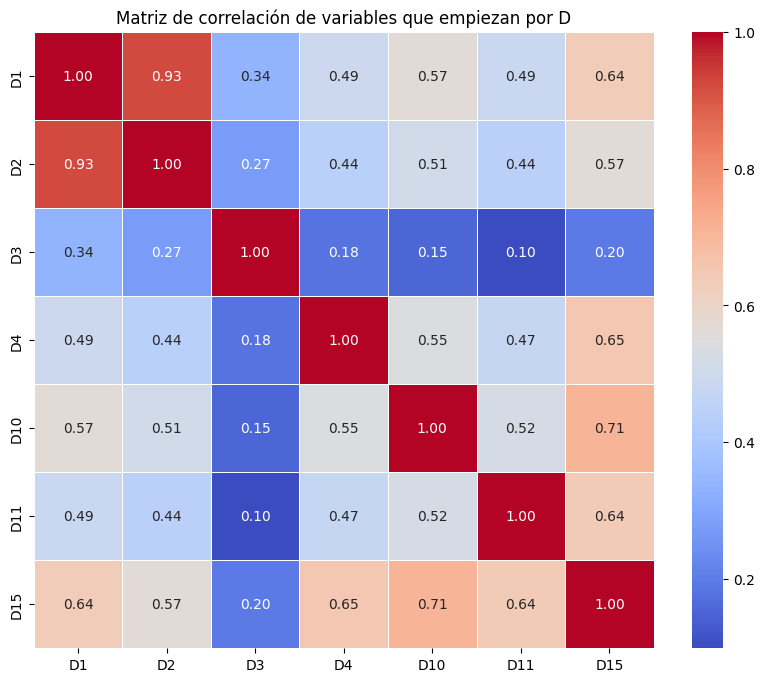 Matriz de correlación de variables que empiezan por D
D1 1.00 0.93 0.34 0.49 0.57 0.49 0.64
D2 0.93 1.00 0.27 0.44 0.51 0.44 0.57
D3 0.34 0.27 1.00 0.18 0.15 0.10 0.20
D4 0.49 0.44 0.18 1.00 0.55 0.47 0.65
D10 0.57 0.51 0.15 0.55 1.00 0.52 0.71
D11 0.49 0.44 0.10 0.47 0.52 1.00 0.64
D15 0.64 0.57 0.20 0.65 0.71 0.64 1.00
D1 D2 D3 D4 D10 D11 D15
1.0
0.8
0.6
0.4
0.2